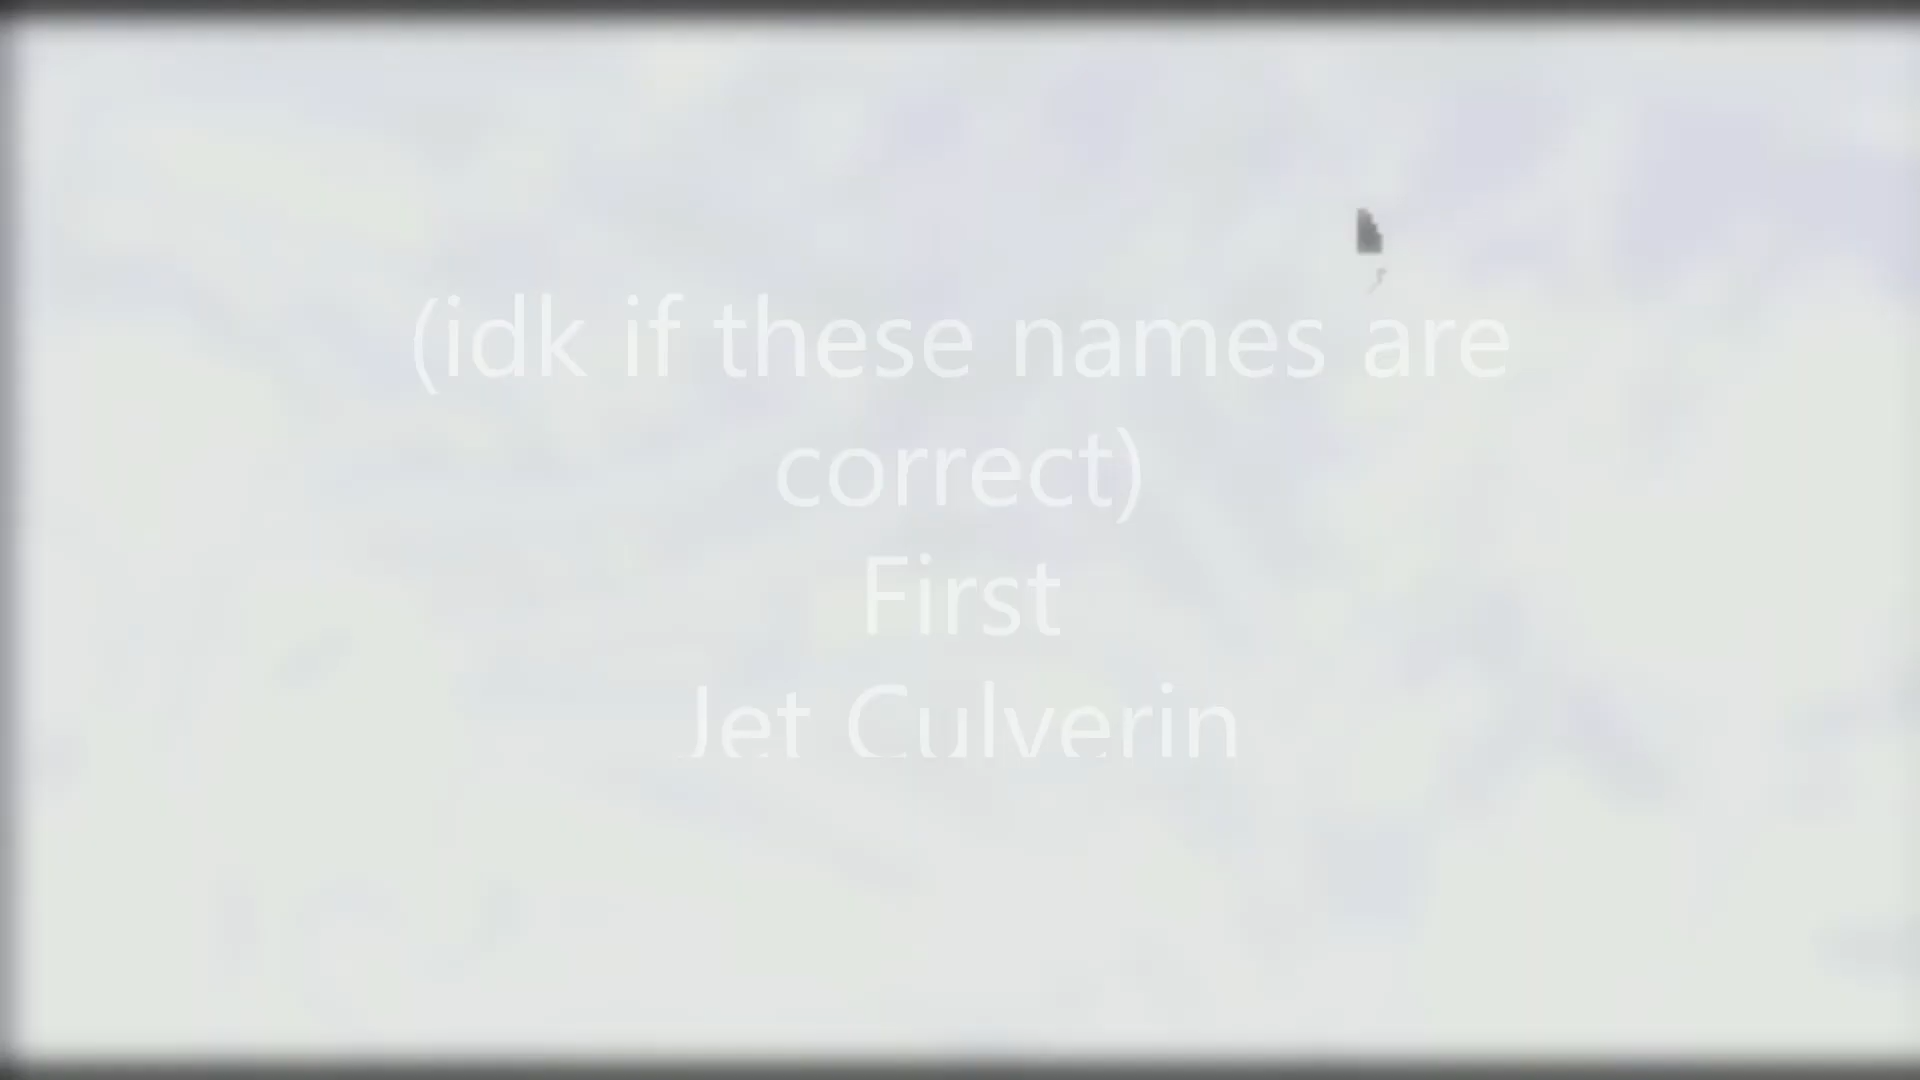 (idk if these names are
correct)
First
Jet Culverin